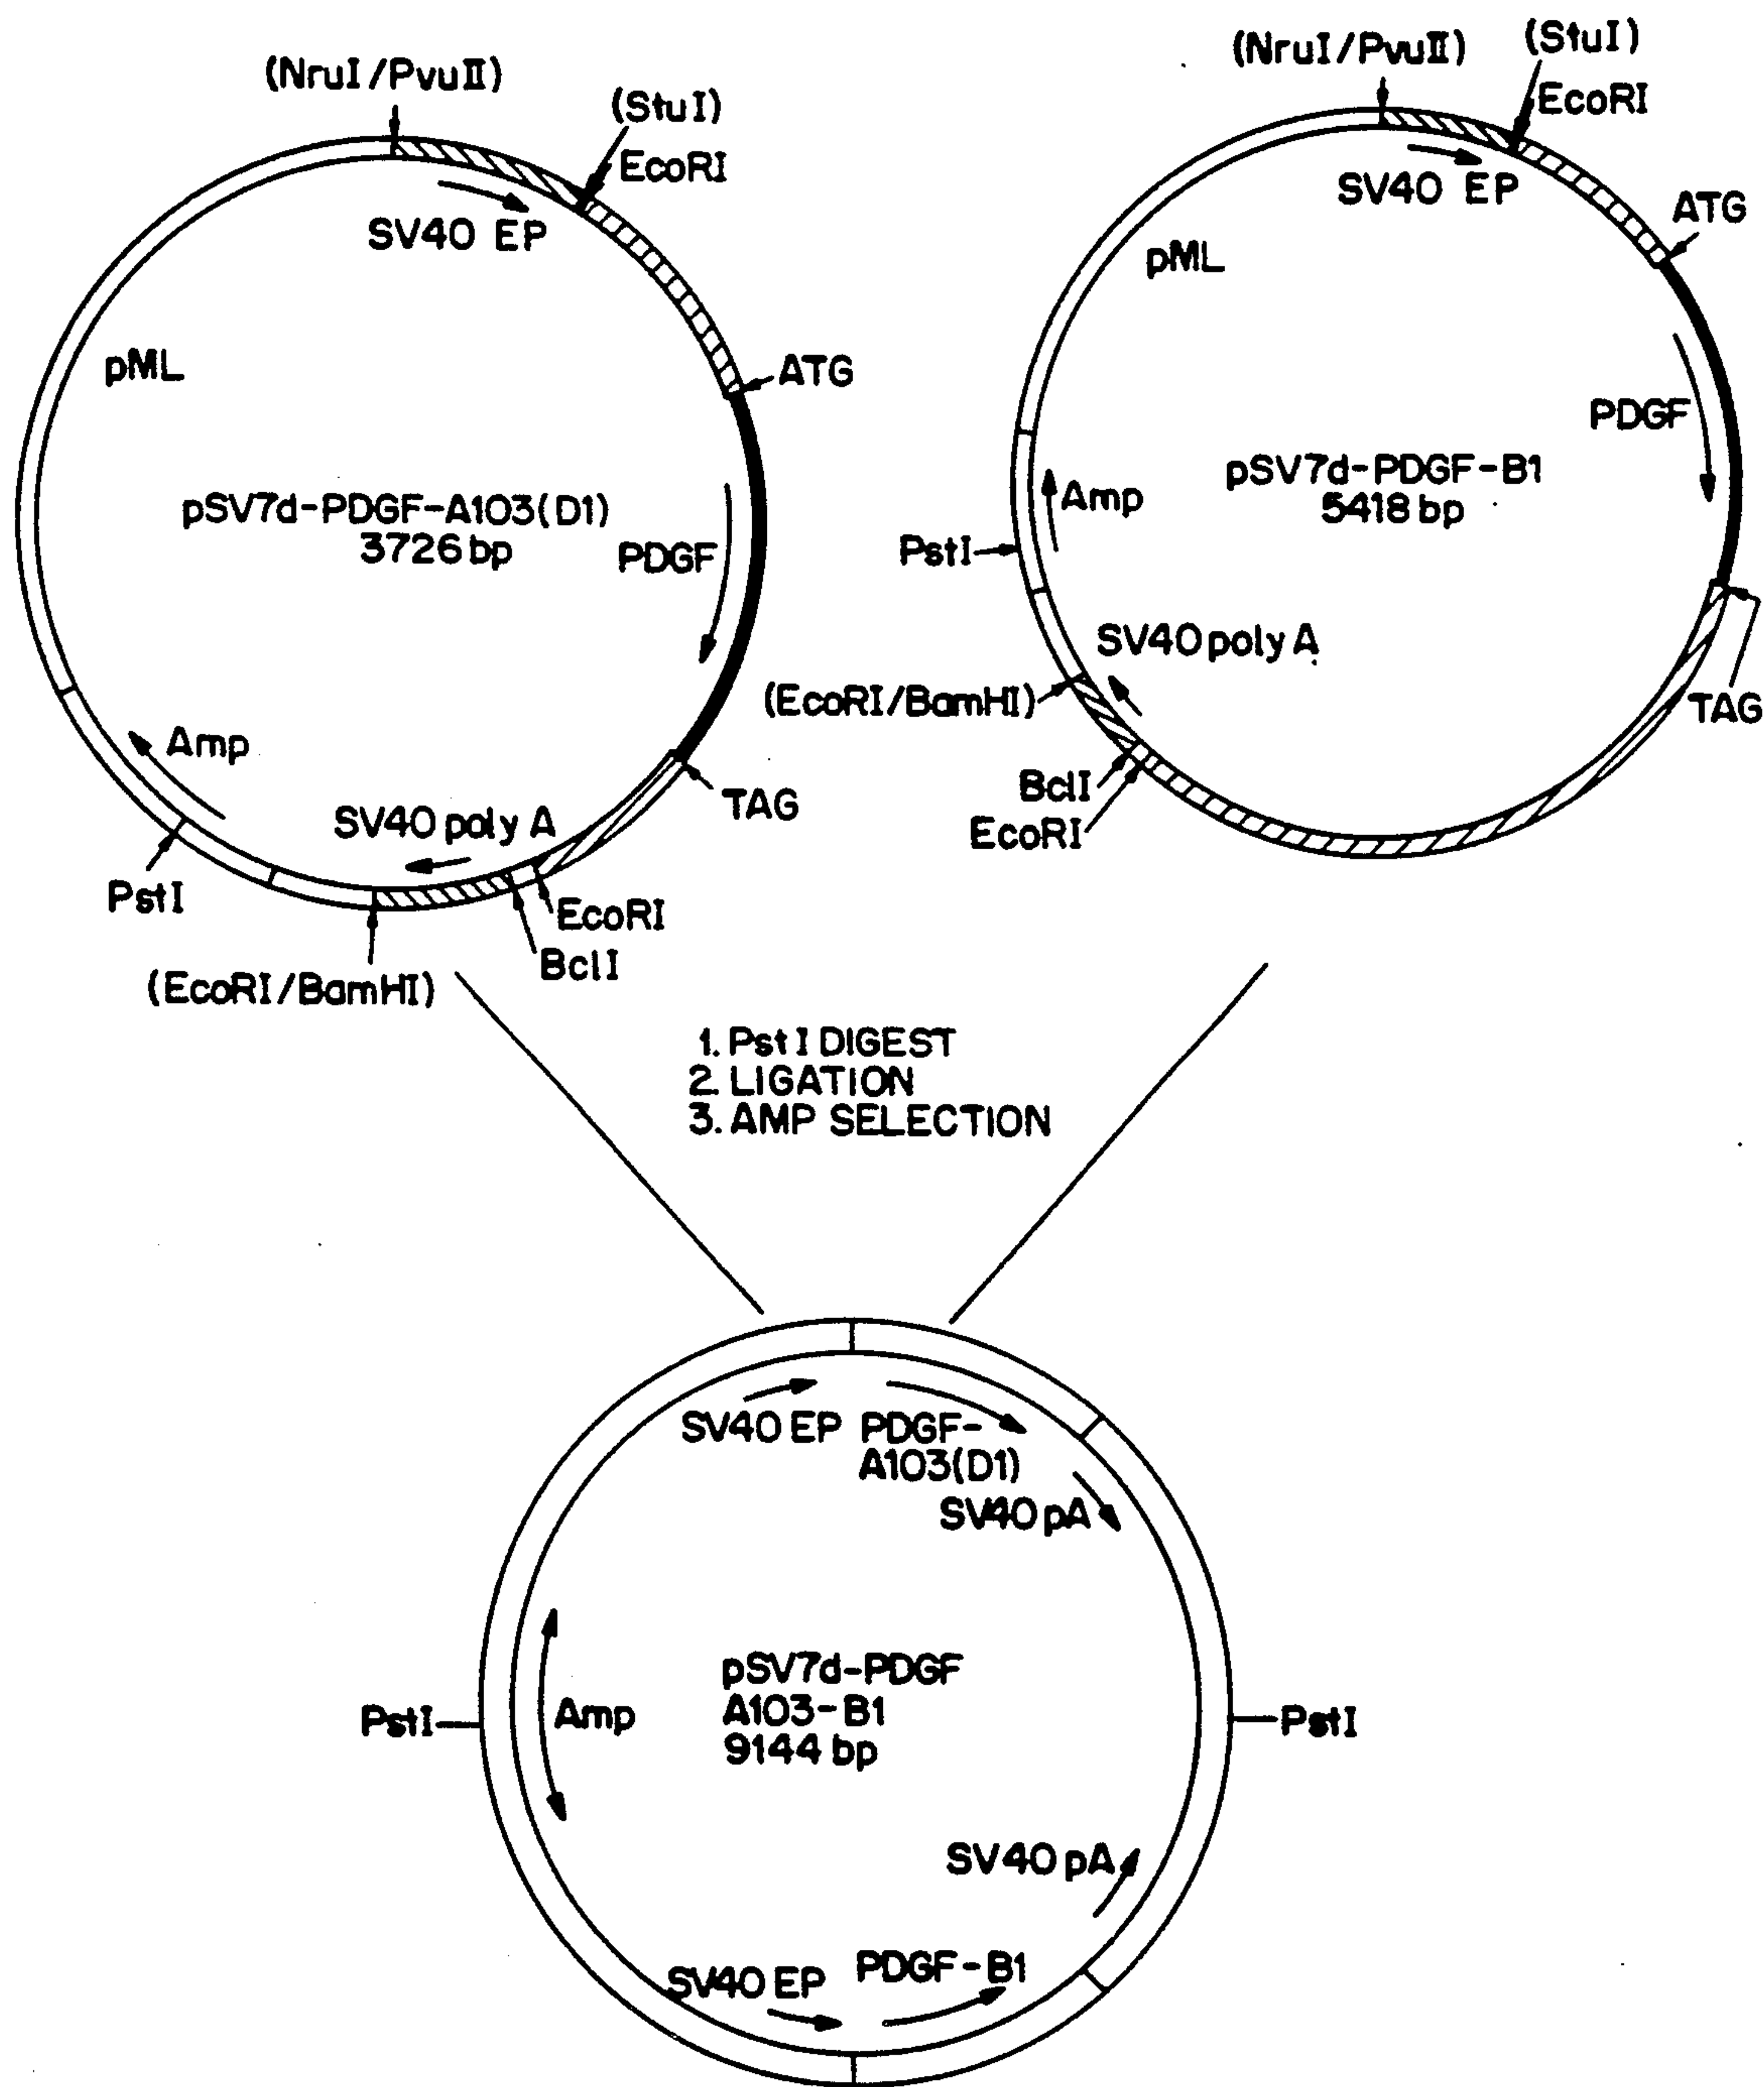 (NruI/PvuII)
(StuI)
EcoRI
SV40 EP
pML
ATG
pSV7d-PDGF-A103(D1)
3726 bp
PDGF
Amp
TAG
SV40 poly A
PstI
EcoRI
BclI
(EcoRI/BamHI)
(NruI/PvuII)
(StuI)
EcoRI
SV40 EP
ATG
pML
PDGF
pSV7d-PDGF-B1
5418 bp
Amp
PstI
SV40 poly A
(EcoRI/BamHI)
TAG
BclI
EcoRI
1. Pst I DIGEST
2. LIGATION
3. AMP SELECTION
SV40 EP
PDGF-
A103(D1)
SV40 pA
pSV7d-PDGF
A103-B1
9144 bp
PstI
Amp
PstI
SV40 pA
SV40 EP
PDGF-B1